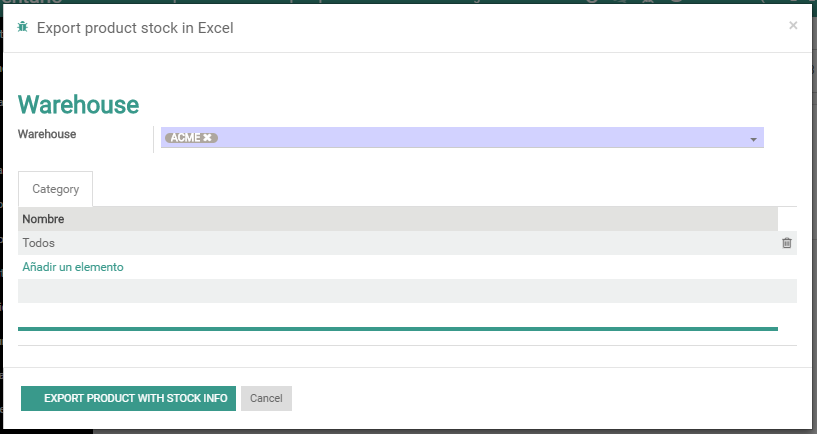 Export product stock in Excel
×
Warehouse
Warehouse
ACME ✖
Category
Nombre
Todos
Añadir un elemento
EXPORT PRODUCT WITH STOCK INFO
Cancel